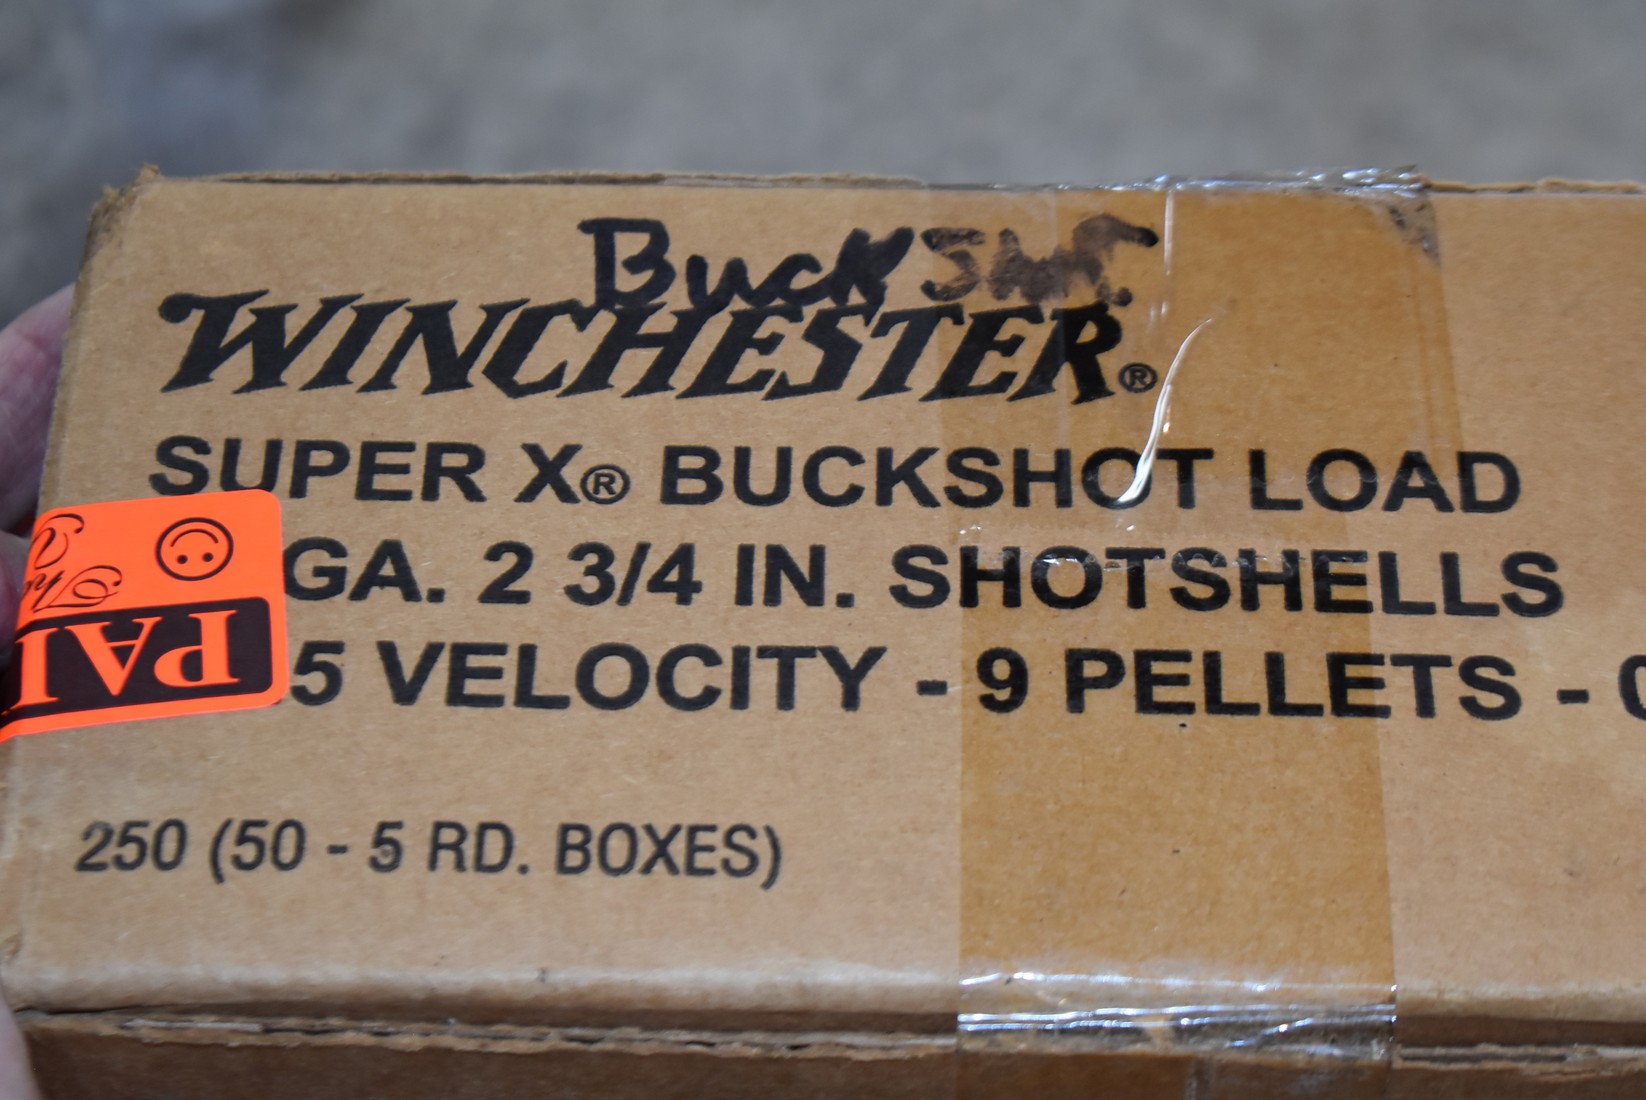 Buck Shot
WINCHESTER®
SUPER X® BUCKSHOT LOAD
GA. 2 3/4 IN. SHOTSHELLS
5 VELOCITY - 9 PELLETS -
250 (50 - 5 RD. BOXES)
PAI